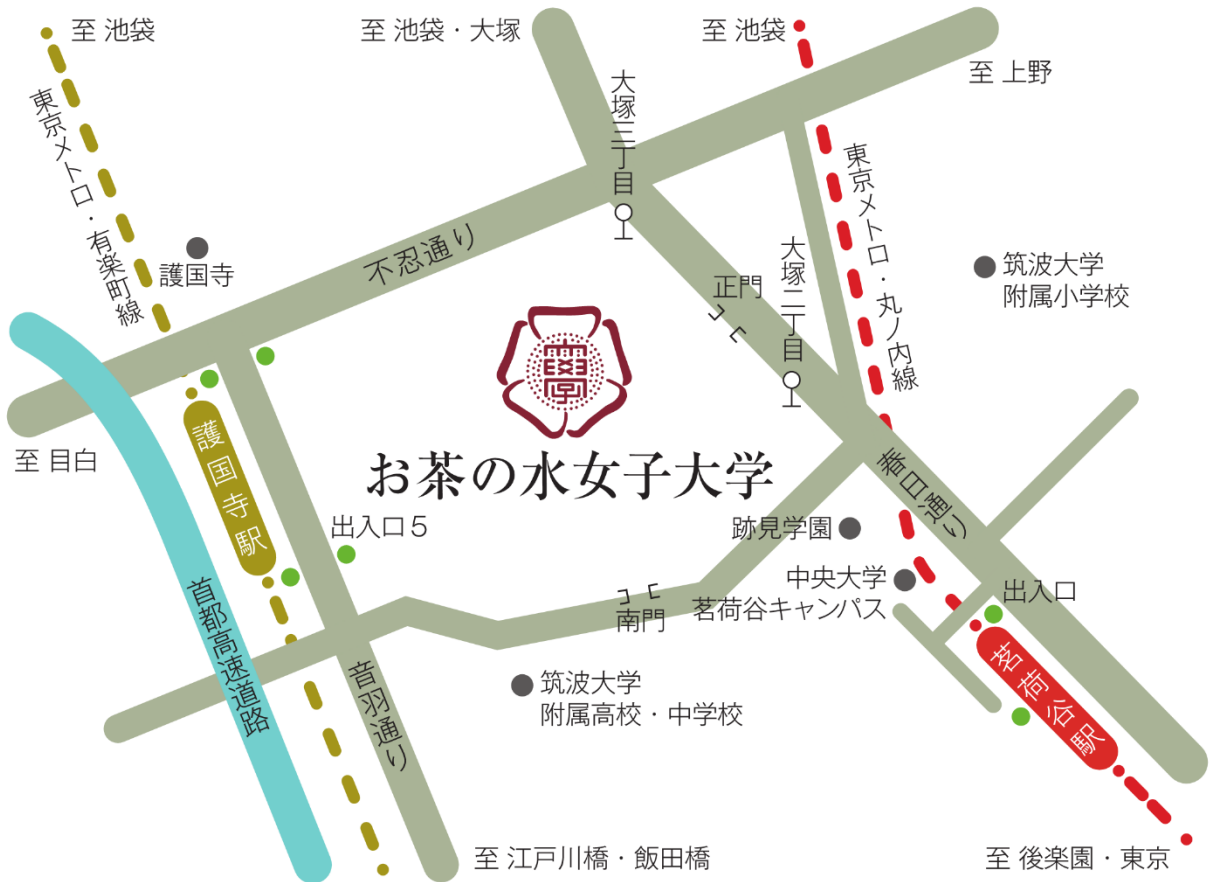 至 池袋
至 池袋・大塚
至 池袋
至 上野
東京メトロ・有楽町線
大塚三丁目
東京メトロ・丸ノ内線
護国寺
不忍通り
正門
大塚二丁目
筑波大学
附属小学校
至 目白
學
お茶の水女子大学
護国寺駅
出入口5
春日通り
跡見学園
中央大学
茗荷谷キャンパス
出入口
首都高速道路
南門
音羽通り
筑波大学
附属高校・中学校
茗荷谷駅
至 江戸川橋・飯田橋
至 後楽園・東京